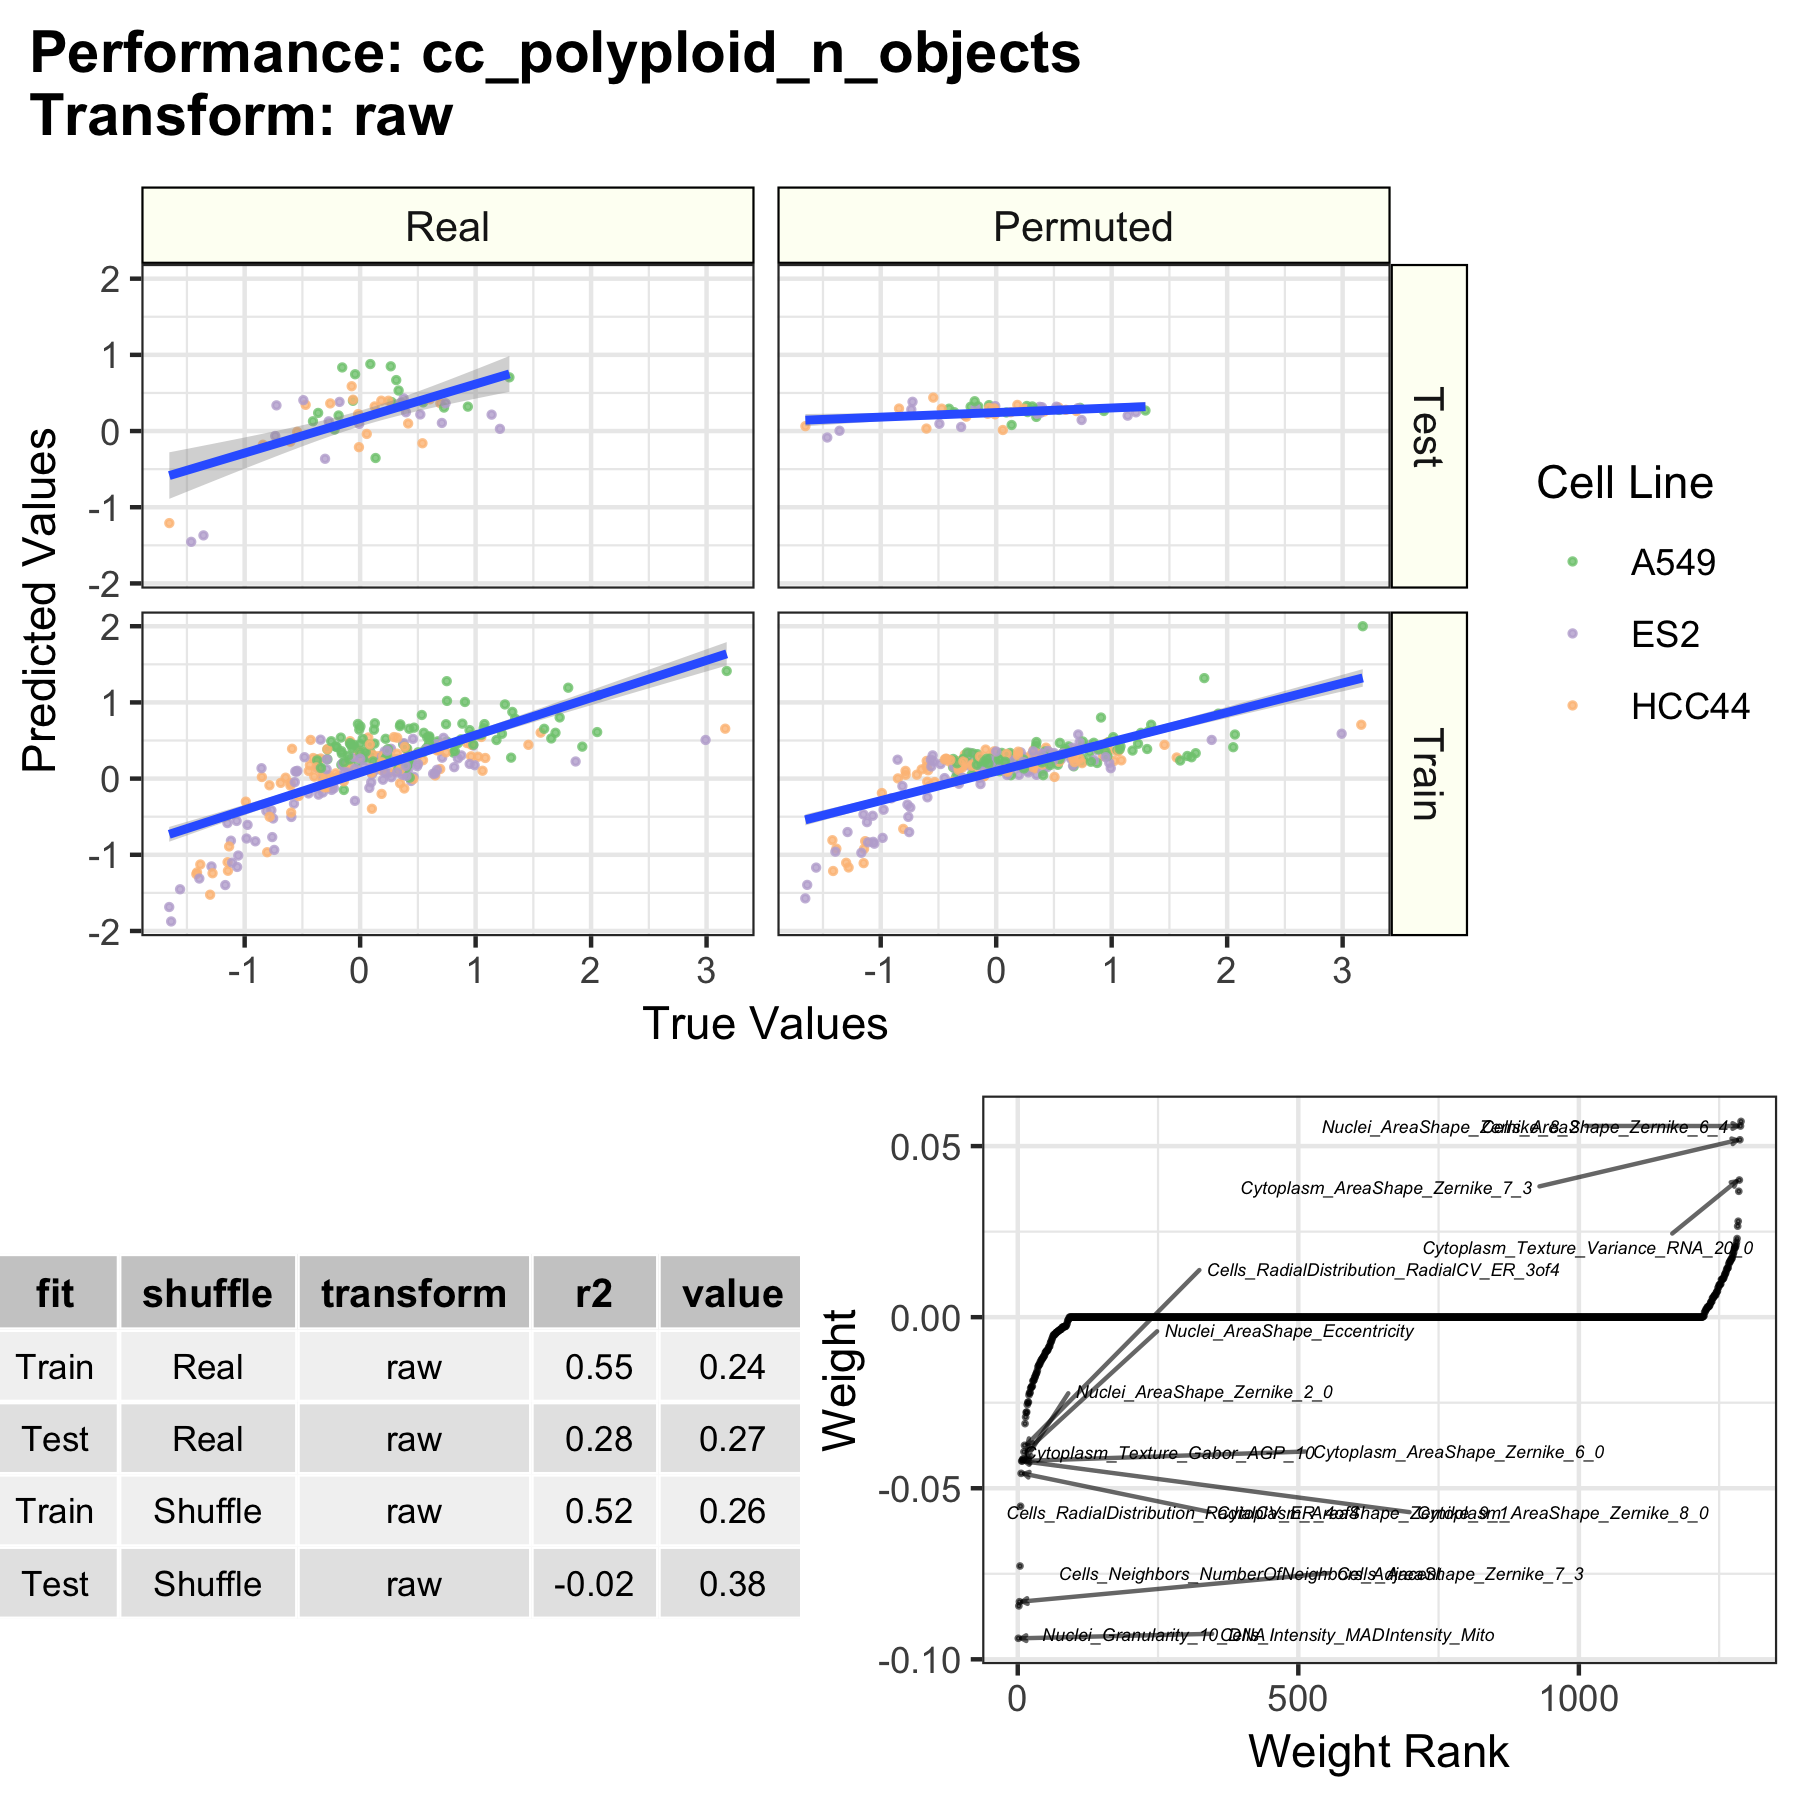 Performance: cc_polyploid_n_objects
Transform: raw
Real
Permuted
2
1
0
-1
-2
Test
2
1
0
-1
-2
Train
-1
0
1
2
3
-1
0
1
2
3
Predicted Values
True Values
Cell Line
A549
ES2
HCC44
fit shuffle transform r2 value
Train Real raw 0.55 0.24
Test Real raw 0.28 0.27
Train Shuffle raw 0.52 0.26
Test Shuffle raw -0.02 0.38
Weight
0.05
0.00
-0.05
-0.10
Nuclei_AreaShape_Zernike_8_2
Cells_AreaShape_Zernike_6_4
Cytoplasm_AreaShape_Zernike_7_3
Cytoplasm_Texture_Variance_RNA_20_0
Cells_RadialDistribution_RadialCV_ER_3of4
Nuclei_AreaShape_Eccentricity
Nuclei_AreaShape_Zernike_2_0
Cytoplasm_Texture_Gabor_AGP_10
Cytoplasm_AreaShape_Zernike_6_0
Cells_RadialDistribution_RadialCV_ER_4of4
Cytoplasm_AreaShape_Zernike_9_1
Cytoplasm_AreaShape_Zernike_8_0
Cells_Neighbors_NumberOfNeighbors_Adjacent
Cells_AreaShape_Zernike_7_3
Nuclei_Granularity_10_DNA
Cells_Intensity_MADIntensity_Mito
0
500
1000
Weight Rank